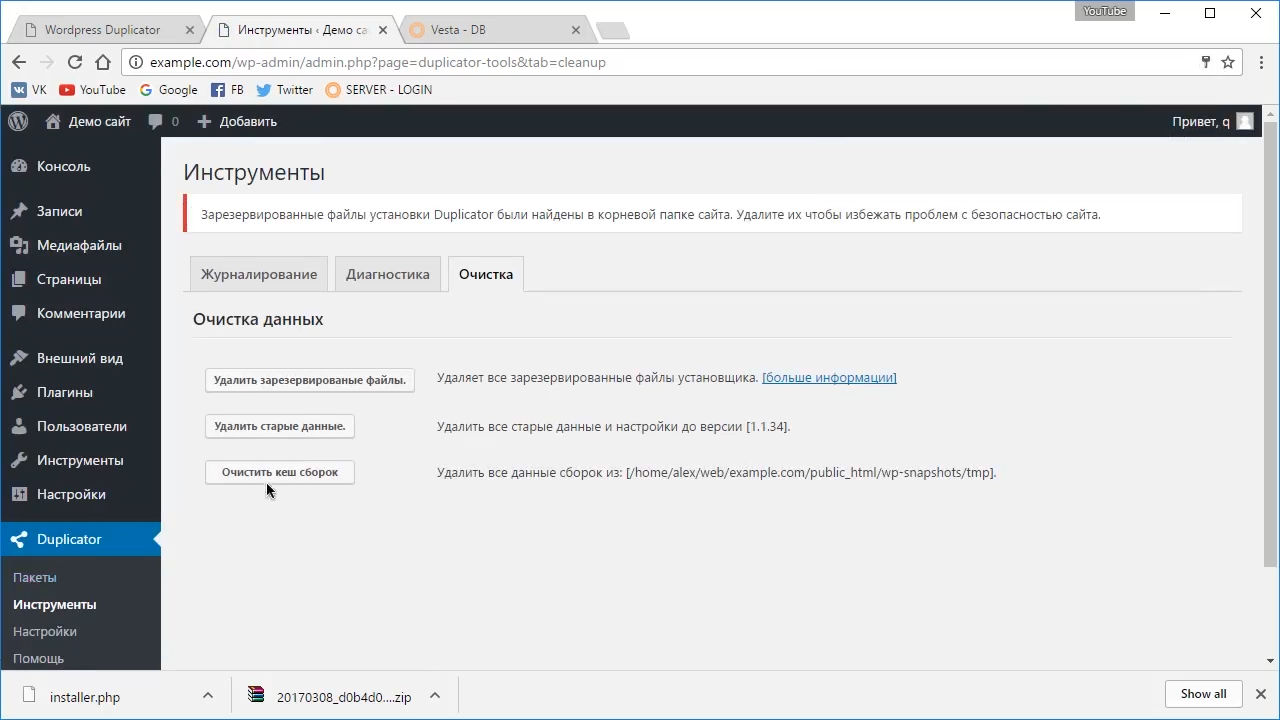 YouTube
Wordpress Duplicator
Инструменты ‹ Демо са
Vesta - DB
example.com/wp-admin/admin.php?page=duplicator-tools&tab=cleanup
VK YouTube Google FB Twitter SERVER - LOGIN
Демо сайт 0 Добавить Привет, q
Консоль
Записи
Медиафайлы
Страницы
Комментарии
Внешний вид
Плагины
Пользователи
Инструменты
Настройки
Duplicator
Пакеты
Инструменты
Настройки
Помощь
Инструменты
Зарезервированные файлы установки Duplicator были найдены в корневой папке сайта. Удалите их чтобы избежать проблем с безопасностью сайта.
Журналирование Диагностика Очистка
Очистка данных
Удалить зарезервированые файлы. Удаляет все зарезервированные файлы установщика. [больше информации]
Удалить старые данные. Удалить все старые данные и настройки до версии [1.1.34].
Очистить кеш сборок Удалить все данные сборок из: [/home/alex/web/example.com/public_html/wp-snapshots/tmp].
installer.php
20170308_d0b4d0....zip
Show all